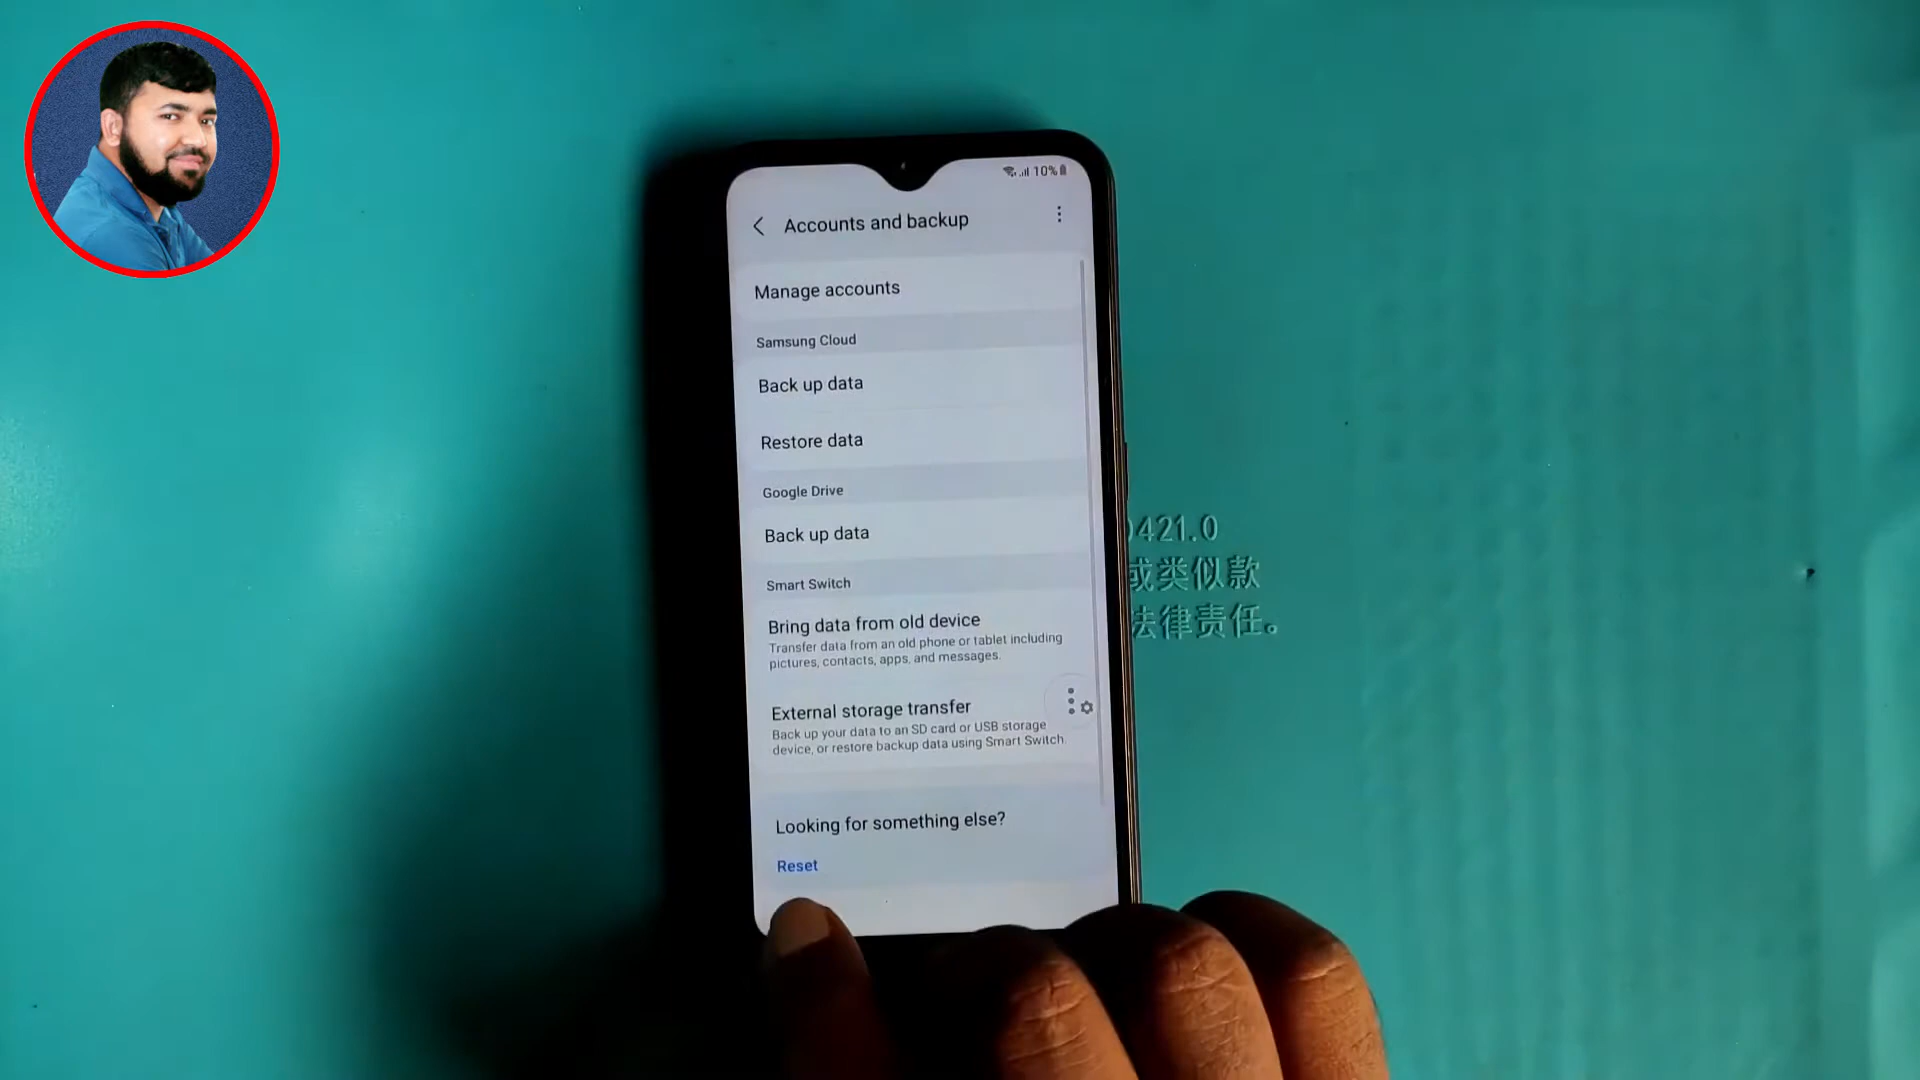 10%
Accounts and backup
Manage accounts
Samsung Cloud
Back up data
Restore data
Google Drive
Back up data
Smart Switch
Bring data from old device
Transfer data from an old phone or tablet including
pictures, contacts, apps, and messages.
External storage transfer
Back up your data to an SD card or USB storage
device, or restore backup data using Smart Switch.
Looking for something else?
Reset
0421.0
或类似款
法律责任。